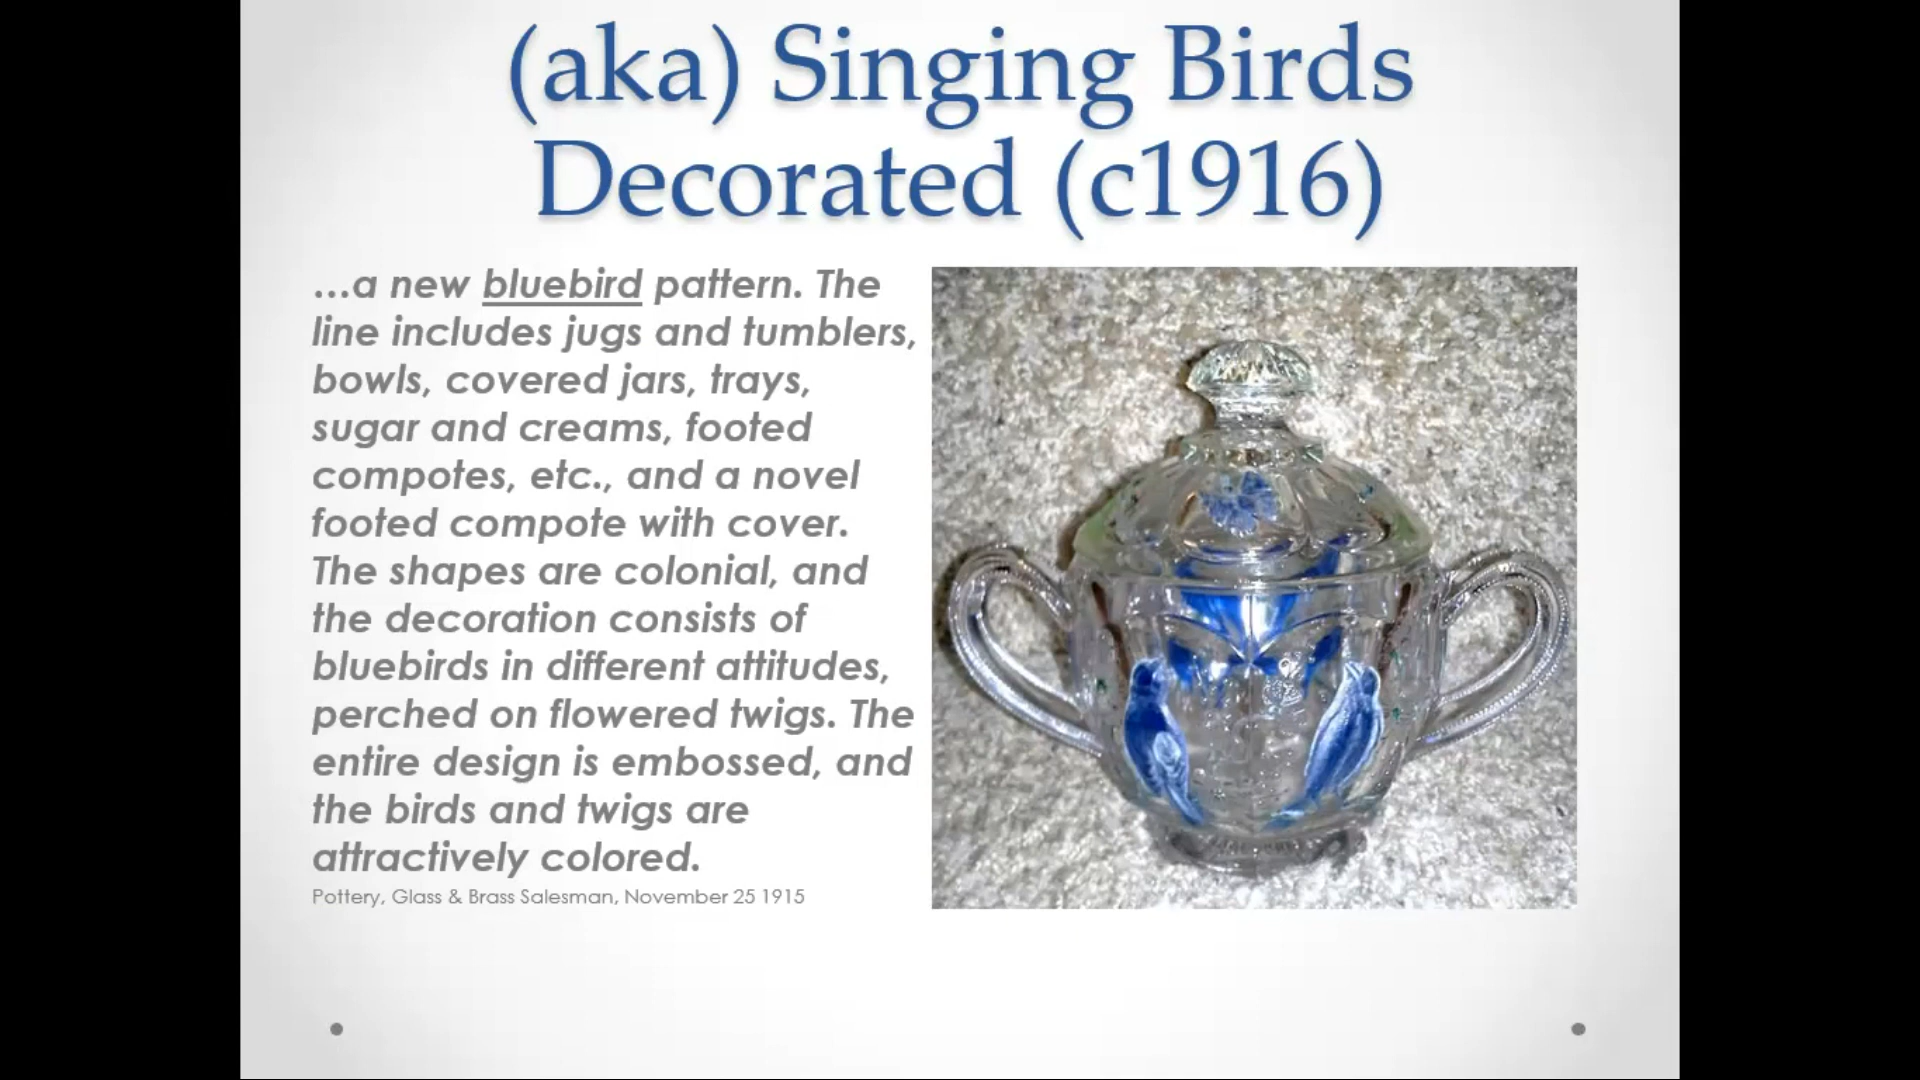 (aka) Singing Birds
Decorated (c1916)
...a new bluebird pattern. The
line includes jugs and tumblers,
bowls, covered jars, trays,
sugar and creams, footed
compotes, etc., and a novel
footed compote with cover.
The shapes are colonial, and
the decoration consists of
bluebirds in different attitudes,
perched on flowered twigs. The
entire design is embossed, and
the birds and twigs are
attractively colored.
Pottery, Glass & Brass Salesman, November 25 1915